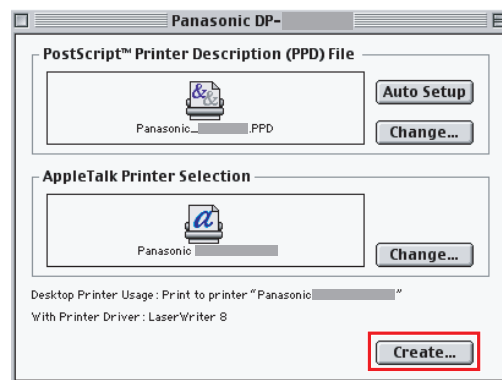 Panasonic DP-
PostScript™ Printer Description (PPD) File
Auto Setup
Panasonic_ .PPD
Change...
AppleTalk Printer Selection
Panasonic
Change...
Desktop Printer Usage: Print to printer "Panasonic "
With Printer Driver: LaserWriter 8
Create...